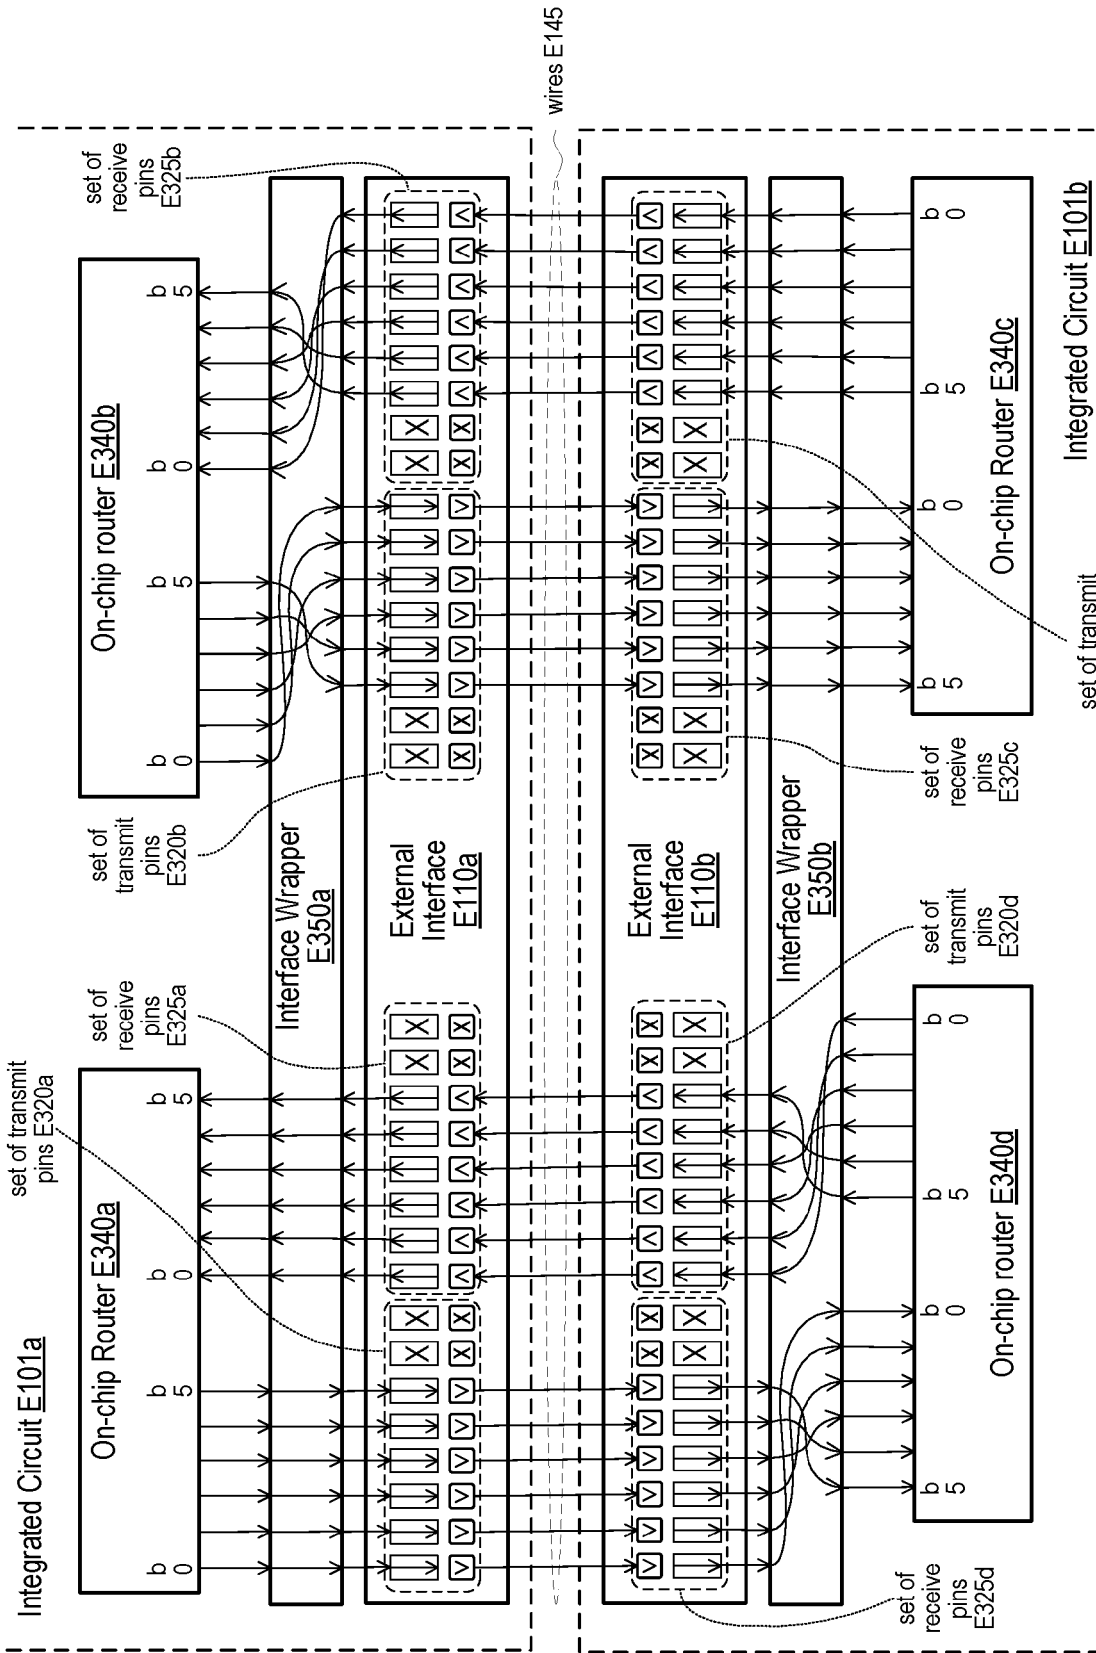 Integrated Circuit E101a
set of transmit
pins E320a
On-chip Router E340a
b b b b
0 5 0 5
set of
receive
pins
E325a
set of
transmit
pins
E320b
On-chip router E340b
b b b b
0 5 0 5
set of
receive
pins
E325b
Interface Wrapper
E350a
External
Interface
E110a
wires E145
External
Interface
E110b
Interface Wrapper
E350b
set of
receive
pins
E325d
b b b b
5 0 5 0
On-chip router E340d
set of
transmit
pins
E320d
set of
receive
pins
E325c
b b b b
5 0 5 0
On-chip Router E340c
Integrated Circuit E101b
set of transmit